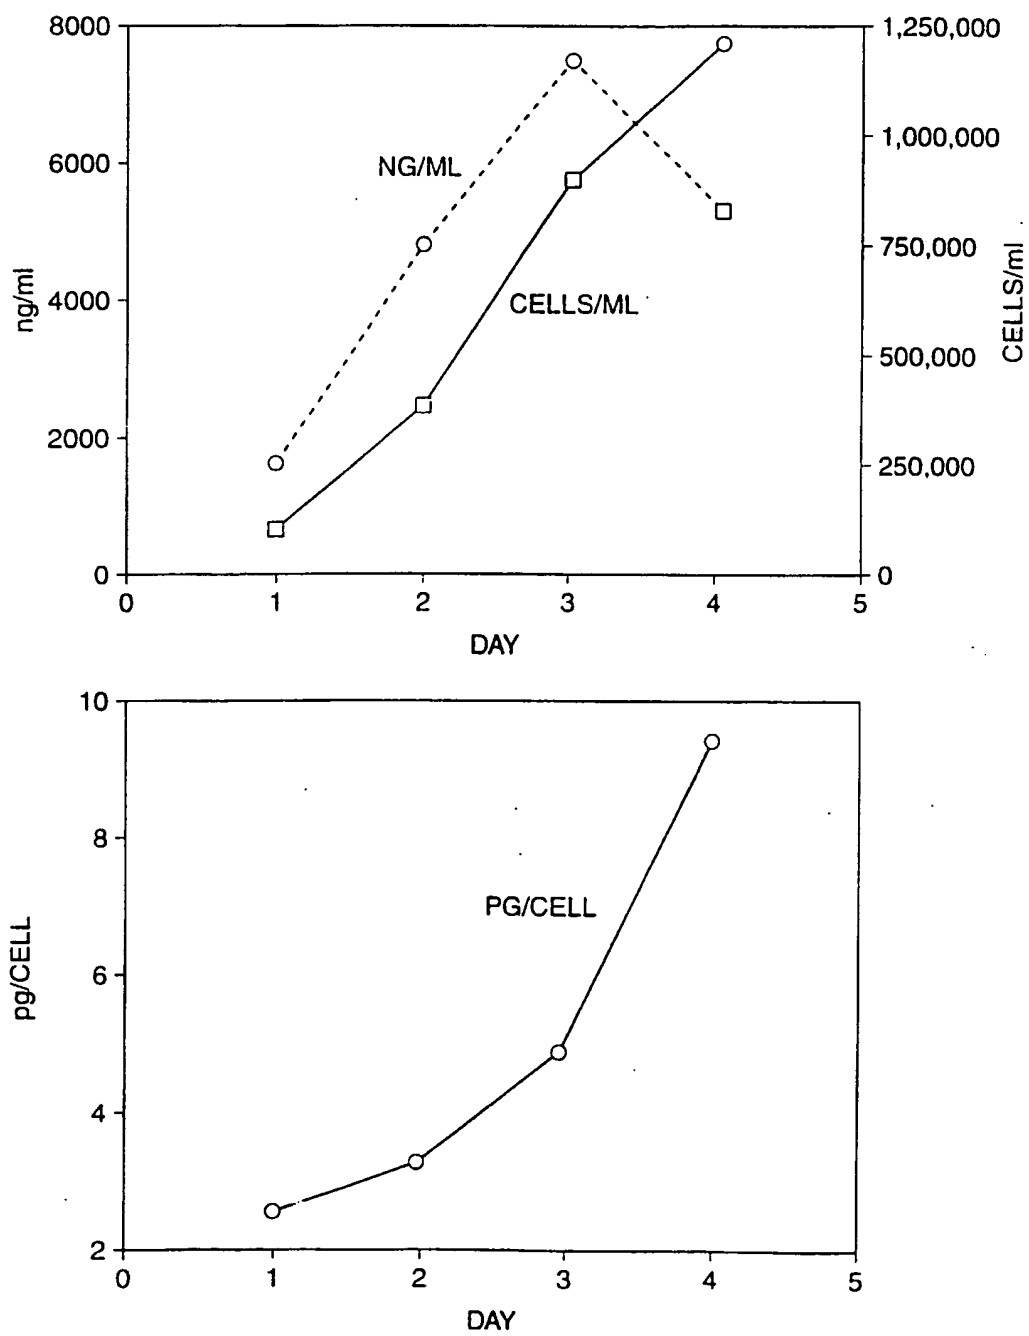 8000
6000
4000
2000
0
ng/ml
1,250,000
1,000,000
750,000
500,000
250,000
0
CELLS/ml
NG/ML
CELLS/ML
0 1 2 3 4 5
DAY
10
8
6
4
2
pg/CELL
PG/CELL
0 1 2 3 4 5
DAY